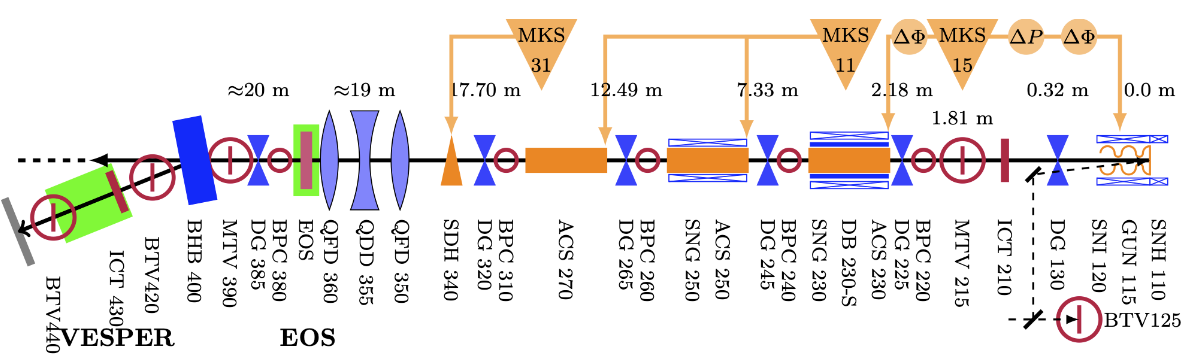 MKS
31
MKS
11
ΔΦ
MKS
15
ΔP
ΔΦ
≈20 m
≈19 m
17.70 m
12.49 m
7.33 m
2.18 m
0.32 m
0.0 m
1.81 m
BTV440
ICT 430
BTV420
BHB 400
MTV 390
DG 385
BPC 380
EOS
QFD 360
QDD 355
QFD 350
SDH 340
DG 320
BPC 310
ACS 270
DG 265
BPC 260
SNG 250
ACS 250
DG 245
BPC 240
SNG 230
DB 230-S
ACS 230
DG 225
BPC 220
MTV 215
ICT 210
DG 130
SNI 120
GUN 115
SNH 110
BTV125
VESPER
EOS